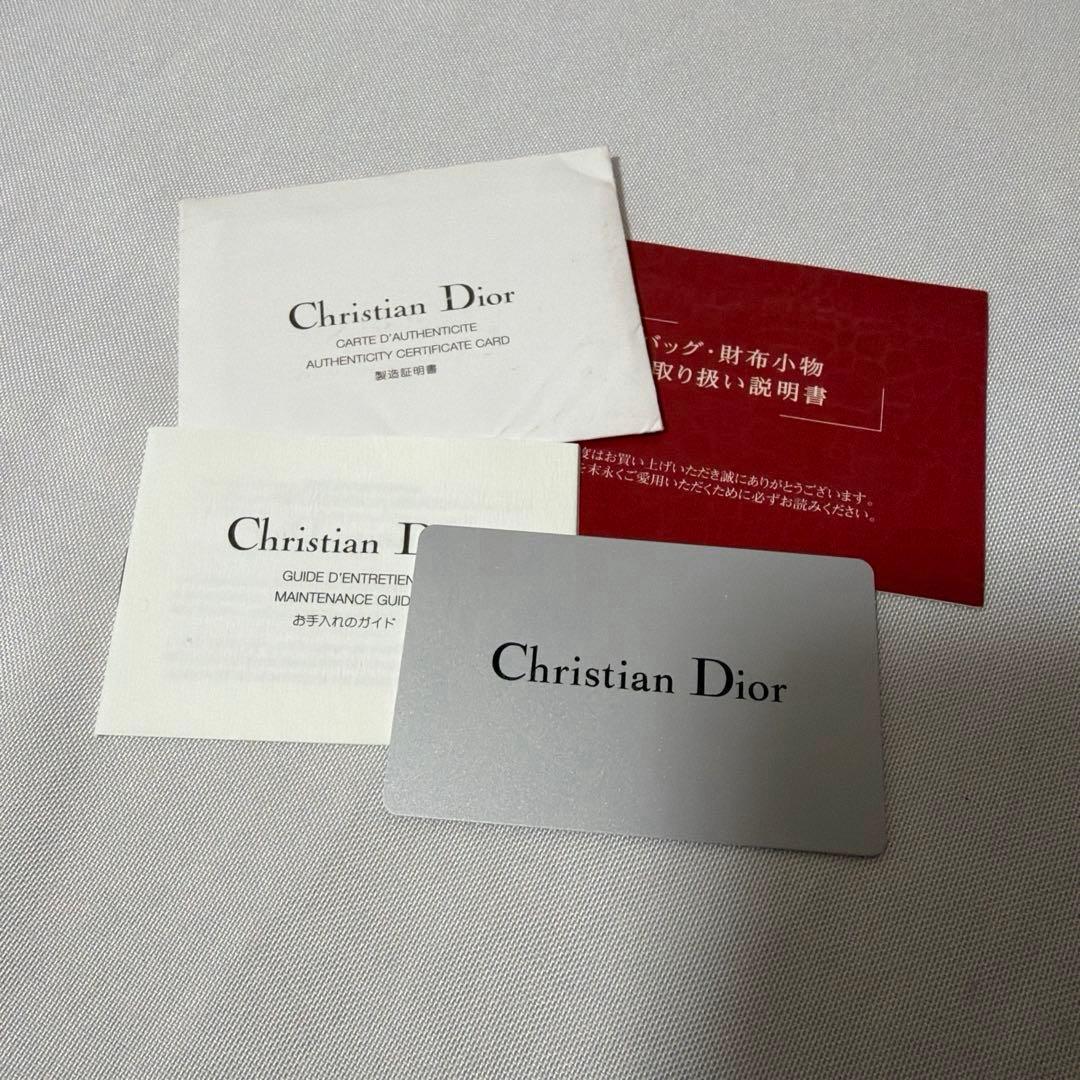 Christian Dior
CARTE D'AUTHENTICITE
AUTHENTICITY CERTIFICATE CARD
製造証明書
バッグ・財布小物
取り扱い説明書
度はお買い上げいただき誠にありがとうございます。
末永くご愛用いただくために必ずお読みください。
Christian D
GUIDE D'ENTRETIEN
MAINTENANCE GUID
お手入れのガイド
Christian Dior